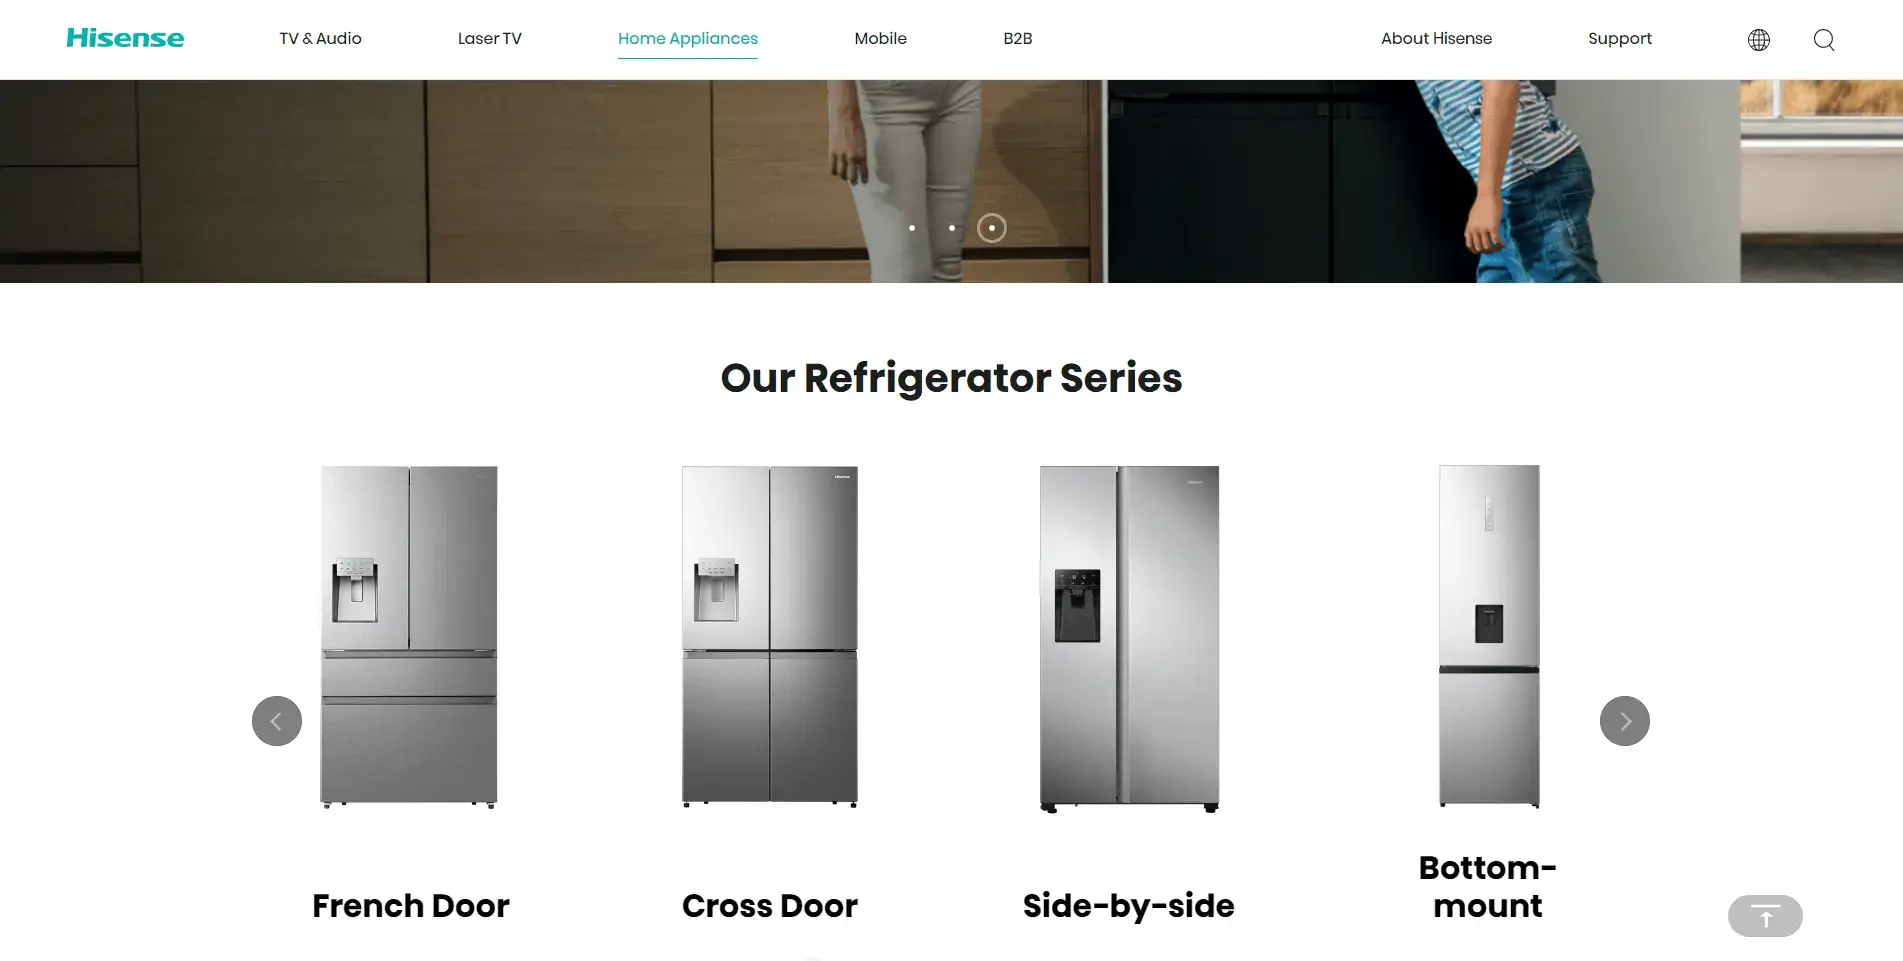 Hisense
TV & Audio
Laser TV
Home Appliances
Mobile
B2B
About Hisense
Support
Our Refrigerator Series
Hisense
French Door
Cross Door
Side-by-side
Bottom-
mount